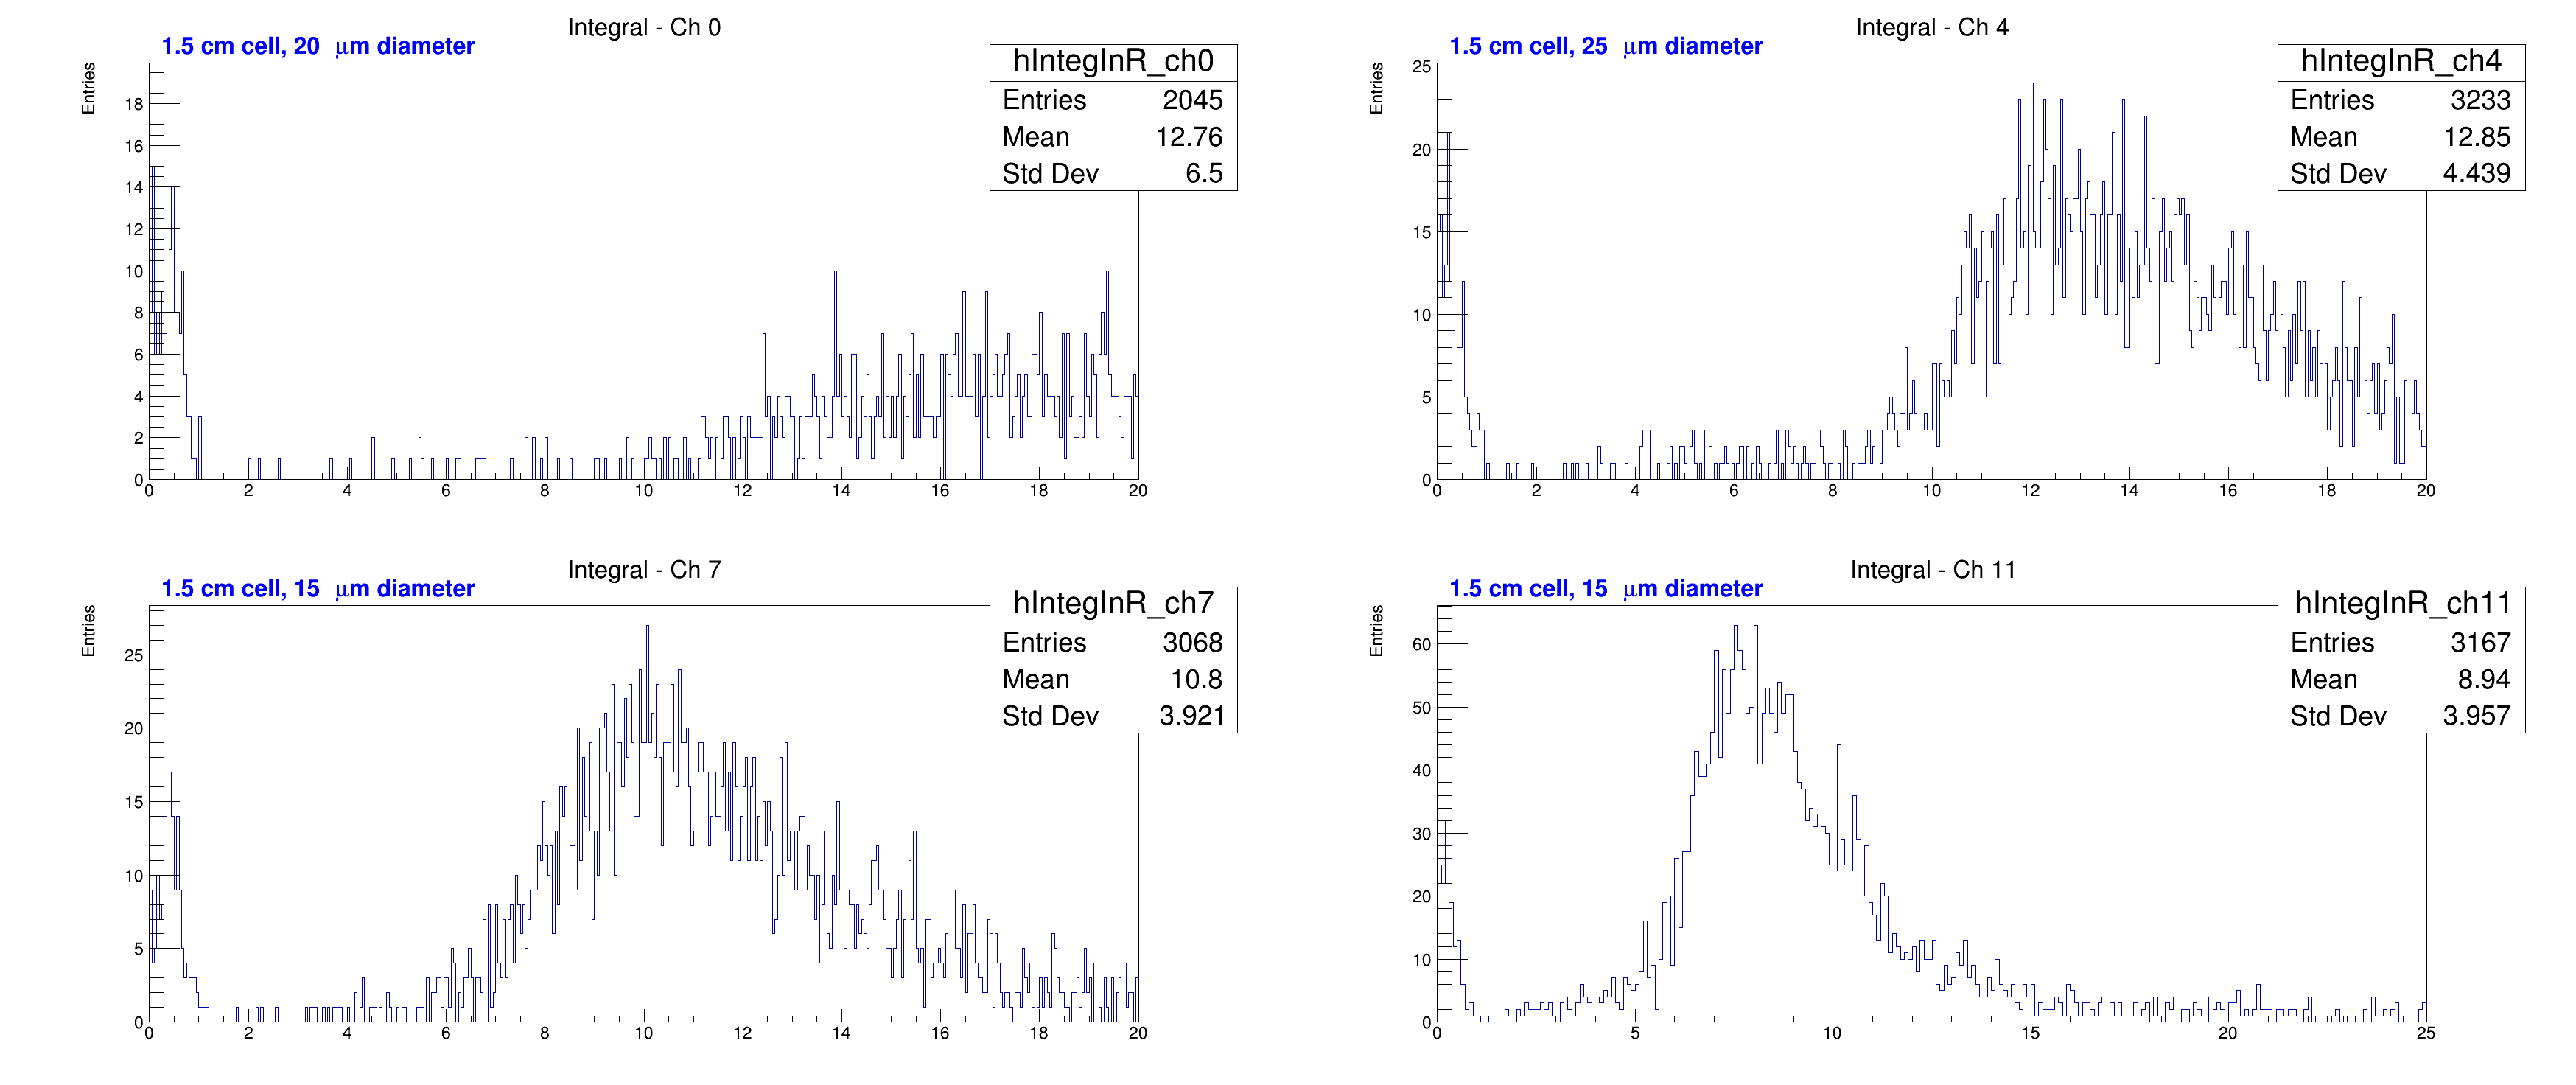 Integral - Ch 0
1.5 cm cell, 20 μm diameter
Entries
hIntegInR_ch0
Entries 2045
Mean 12.76
Std Dev 6.5
18
16
14
12
10
8
6
4
2
0
0 2 4 6 8 10 12 14 16 18 20
Integral - Ch 4
1.5 cm cell, 25 μm diameter
Entries
hIntegInR_ch4
Entries 3233
Mean 12.85
Std Dev 4.439
25
20
15
10
5
0
0 2 4 6 8 10 12 14 16 18 20
Integral - Ch 7
1.5 cm cell, 15 μm diameter
Entries
hIntegInR_ch7
Entries 3068
Mean 10.8
Std Dev 3.921
25
20
15
10
5
0
0 2 4 6 8 10 12 14 16 18 20
Integral - Ch 11
1.5 cm cell, 15 μm diameter
Entries
hIntegInR_ch11
Entries 3167
Mean 8.94
Std Dev 3.957
60
50
40
30
20
10
0
0 5 10 15 20 25